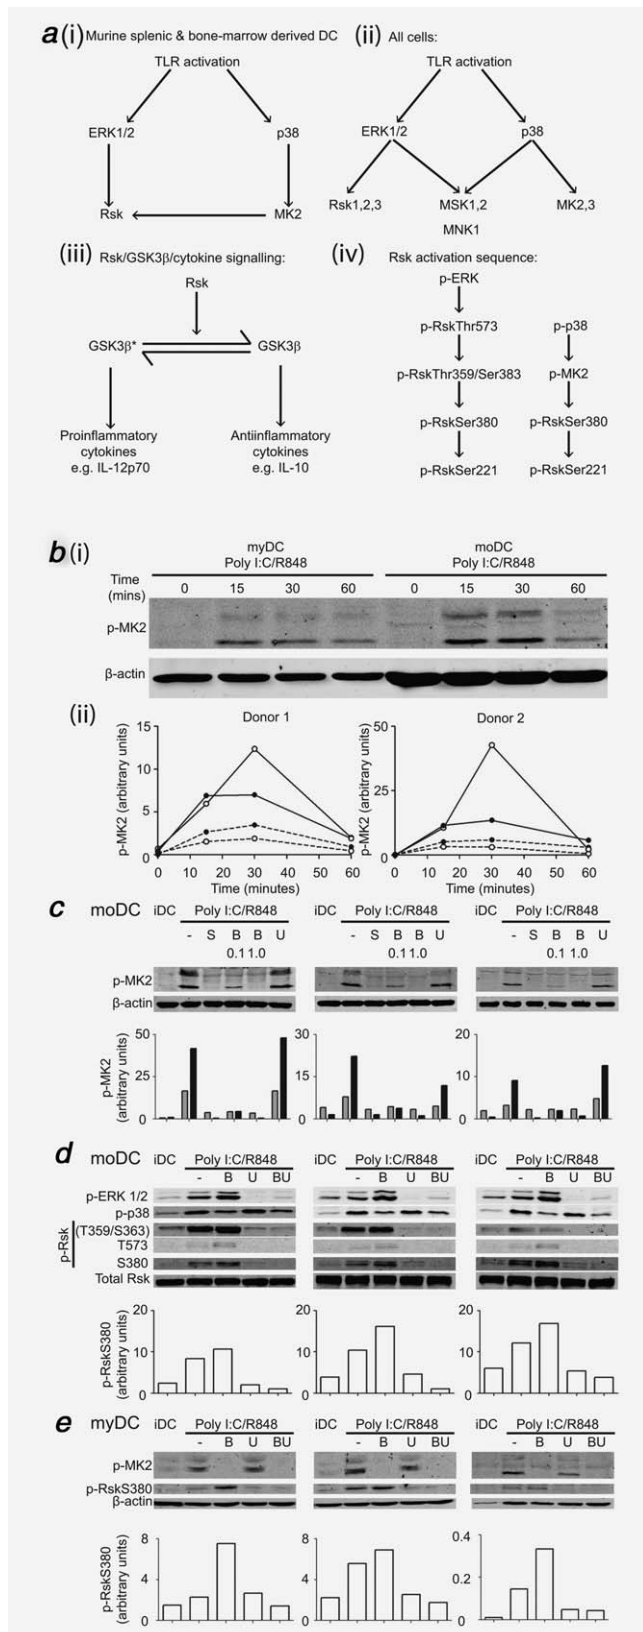 a (i) Murine splenic & bone-marrow derived DC
TLR activation
ERK1/2 p38
Rsk MK2
(ii) All cells:
TLR activation
ERK1/2 p38
Rsk1,2,3 MSK1,2 MK2,3
MNK1
(iii) Rsk/GSK3β/cytokine signalling:
Rsk
GSK3β* GSK3β
Proinflammatory
cytokines
e.g. IL-12p70
Antiinflammatory
cytokines
e.g. IL-10
(iv) Rsk activation sequence:
p-ERK
p-RskThr573 p-p38
p-RskThr359/Ser383 p-MK2
p-RskSer380 p-RskSer380
p-RskSer221 p-RskSer221
b (i)
myDC moDC
Poly I:C/R848 Poly I:C/R848
Time
(mins)
0 15 30 60 0 15 30 60
p-MK2
β-actin
(ii)
Donor 1 Donor 2
p-MK2
(arbitrary units)
15 10 5 0
50 25 0
0 10 20 30 40 50 60 0 10 20 30 40 50 60
Time (minutes) Time (minutes)
c moDC
iDC Poly I:C/R848 iDC Poly I:C/R848 iDC Poly I:C/R848
- S B B U - S B B U - S B B U
0.1 1.0 0.1 1.0 0.1 1.0
p-MK2
β-actin
p-MK2
(arbitrary units)
50 25 0
30 15 0
20 10 0
d moDC
iDC Poly I:C/R848 iDC Poly I:C/R848 iDC Poly I:C/R848
- B U BU - B U BU - B U BU
p-ERK 1/2
p-p38
p-Rsk
(T359/S363)
T573
S380
Total Rsk
p-RskS380
(arbitrary units)
20 10 0
20 10 0
20 10 0
e myDC
iDC Poly I:C/R848 iDC Poly I:C/R848 iDC Poly I:C/R848
- B U BU - B U BU - B U BU
p-MK2
p-RskS380
β-actin
p-RskS380
(arbitrary units)
8 4 0
8 4 0
0.4 0.2 0